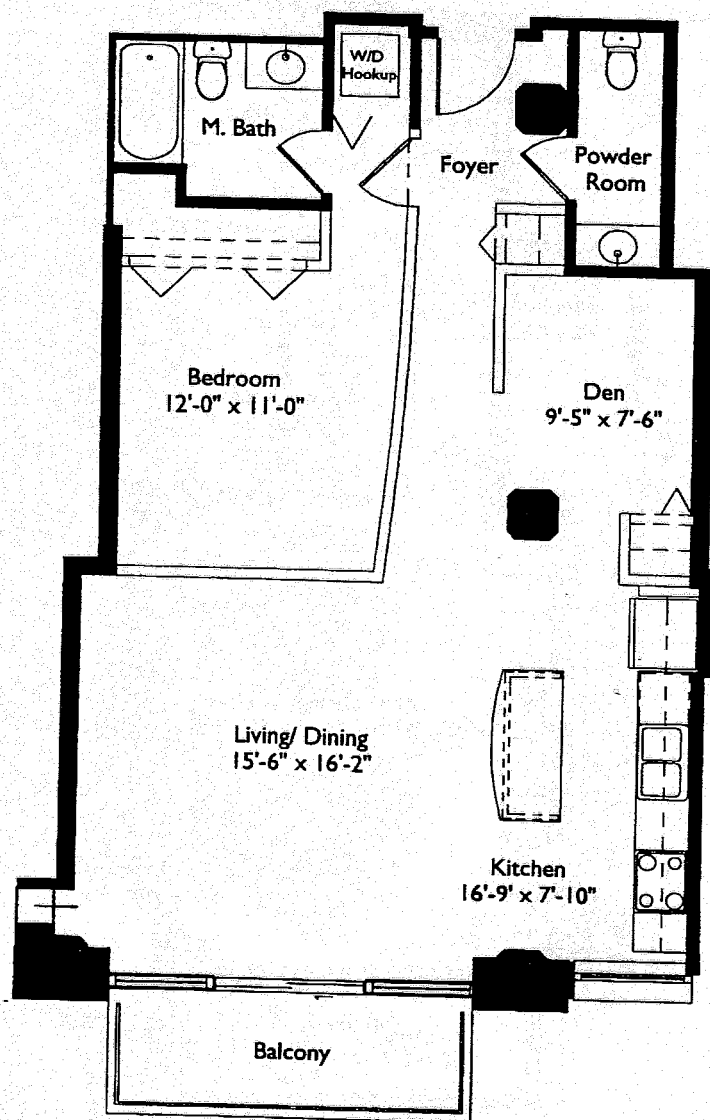 W/D
Hookup
M. Bath
Foyer
Powder
Room
Bedroom
12'-0" x 11'-0"
Den
9'-5" x 7'-6"
Living/ Dining
15'-6" x 16'-2"
Kitchen
16'-9' x 7'-10"
Balcony